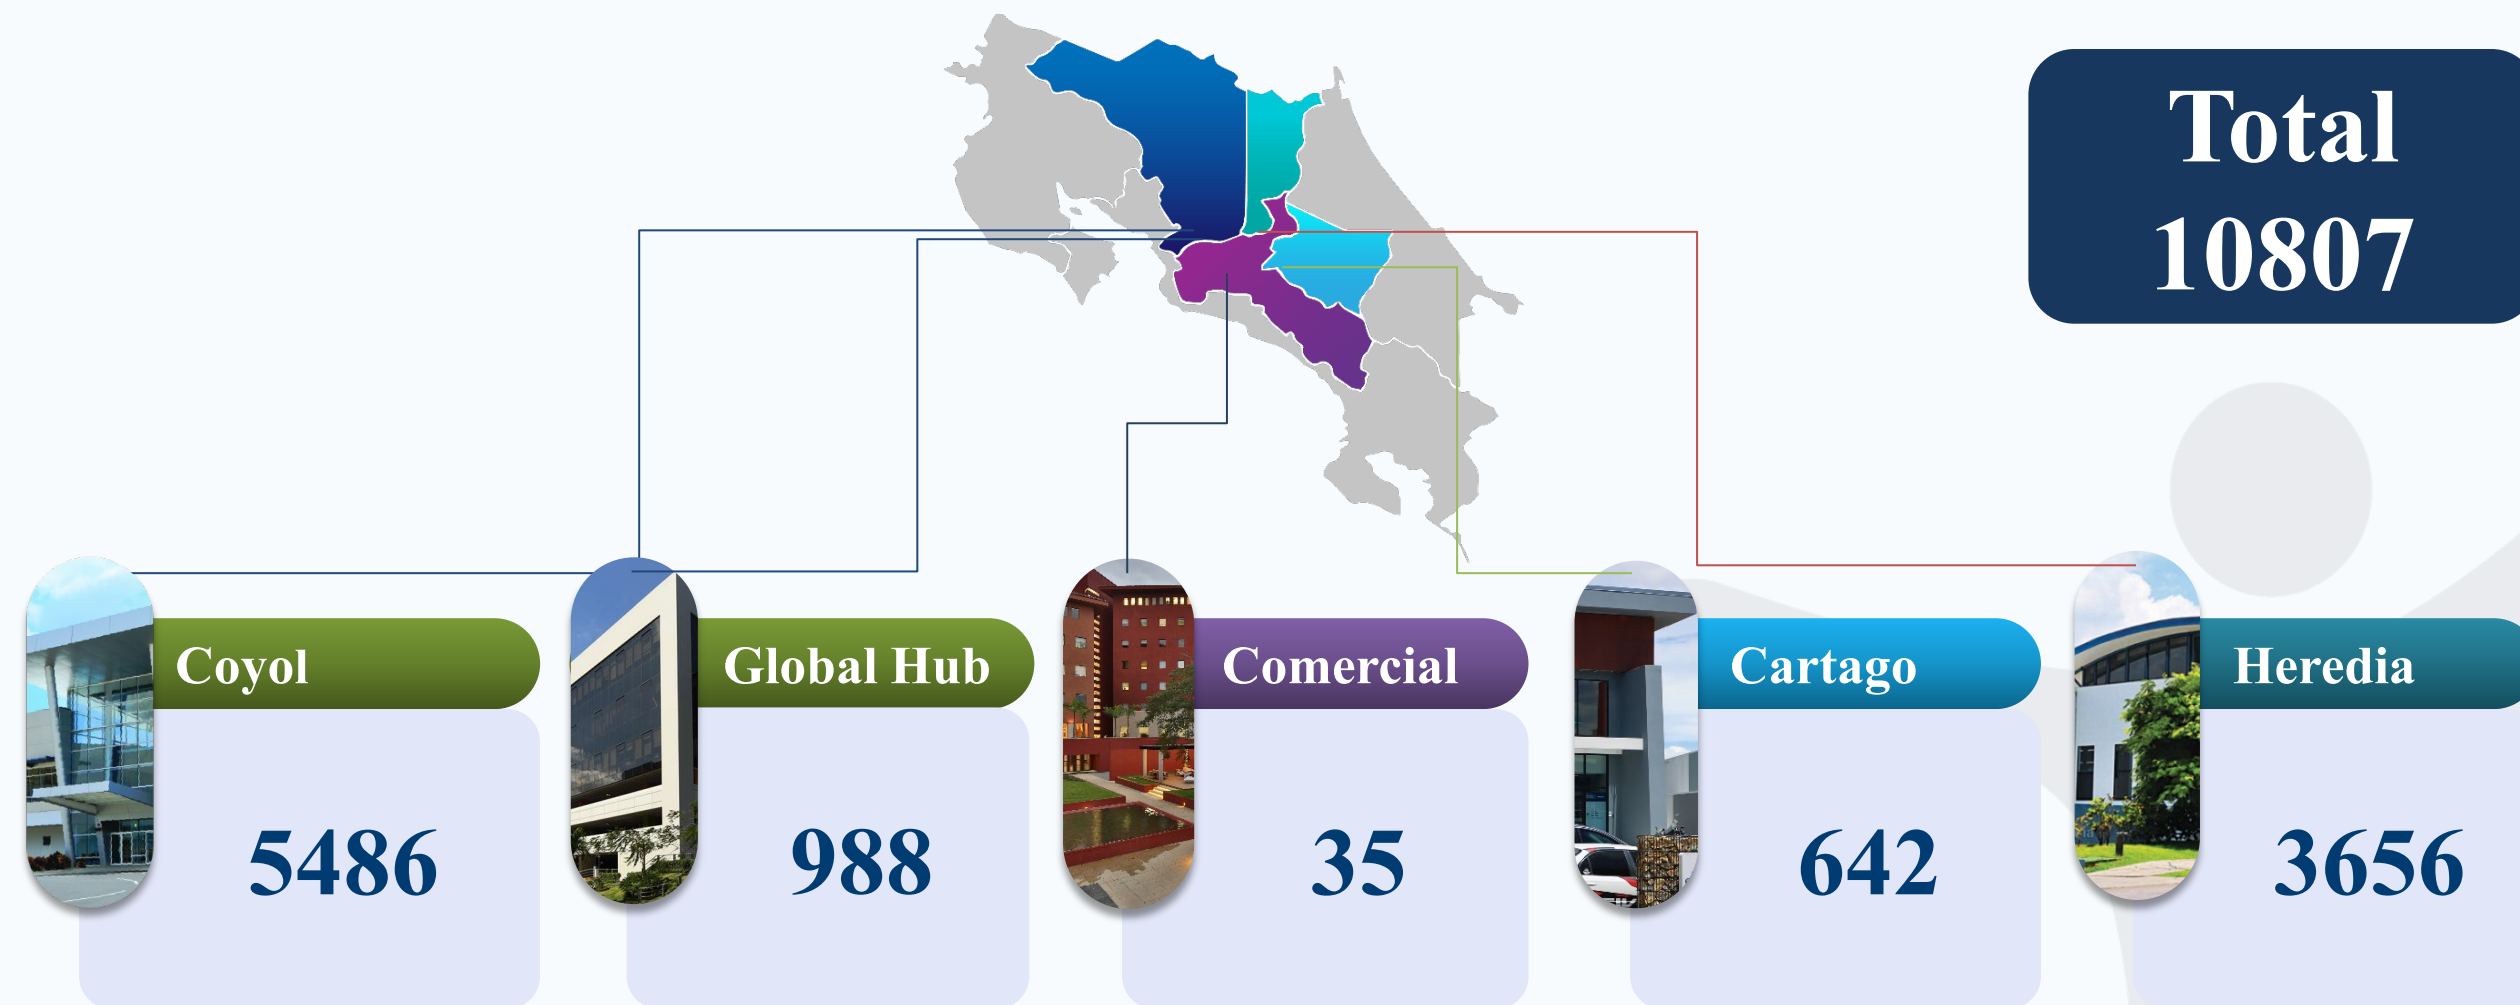 Total
10807
Coyol
Global Hub
Comercial
Cartago
Heredia
5486
988
35
642
3656